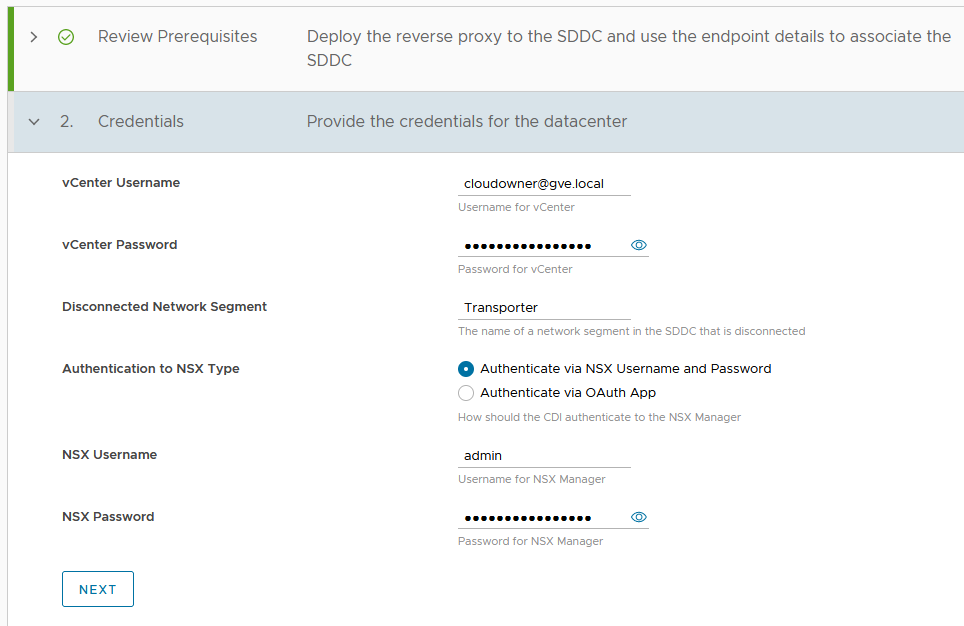 Review Prerequisites
Deploy the reverse proxy to the SDDC and use the endpoint details to associate the
SDDC
2. Credentials
Provide the credentials for the datacenter
vCenter Username
cloudowner@gve.local
Username for vCenter
vCenter Password
••••••••••••••••
Password for vCenter
Disconnected Network Segment
Transporter
The name of a network segment in the SDDC that is disconnected
Authentication to NSX Type
Authenticate via NSX Username and Password
Authenticate via OAuth App
How should the CDI authenticate to the NSX Manager
NSX Username
admin
Username for NSX Manager
NSX Password
••••••••••••••••
Password for NSX Manager
NEXT